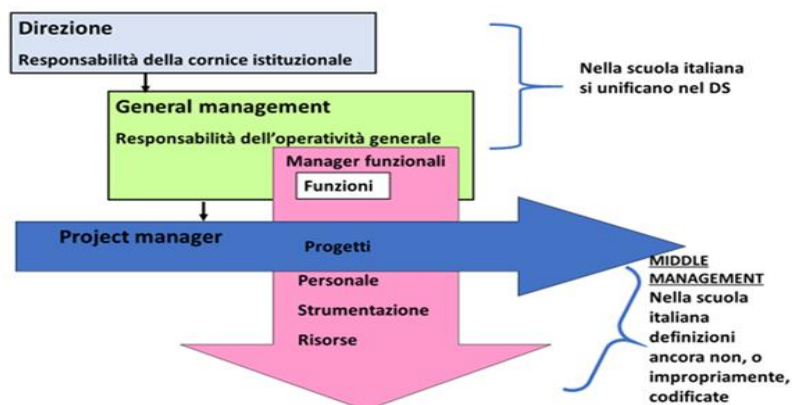 Direzione
Responsabilità della cornice istituzionale
Nella scuola italiana
si unificano nel DS
General management
Responsabilità dell'operatività generale
Manager funzionali
Funzioni
Project manager
Progetti
Personale
Strumentazione
Risorse
MIDDLE
MANAGEMENT
Nella scuola
italiana
definizioni
ancora non, o
impropriamente,
codificate